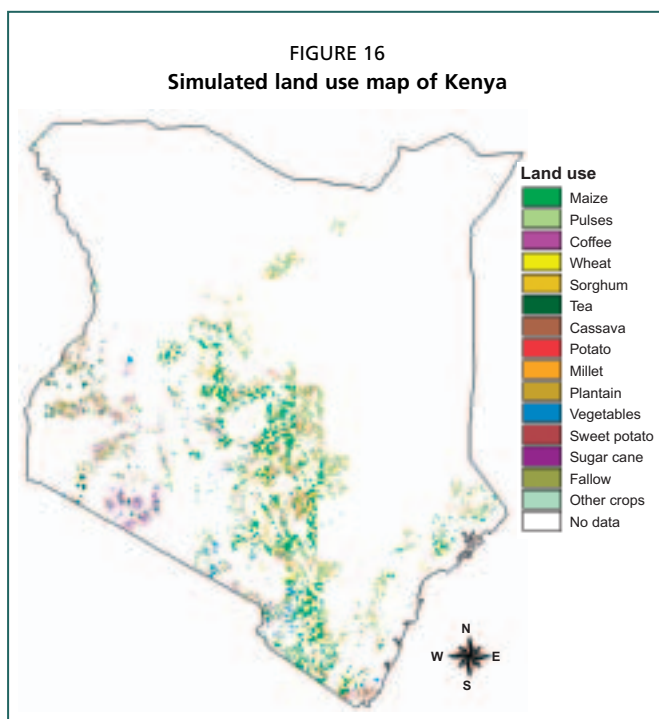 FIGURE 16
Simulated land use map of Kenya
Land use
Maize
Pulses
Coffee
Wheat
Sorghum
Tea
Cassava
Potato
Millet
Plantain
Vegetables
Sweet potato
Sugar cane
Fallow
Other crops
No data
N
W E
S